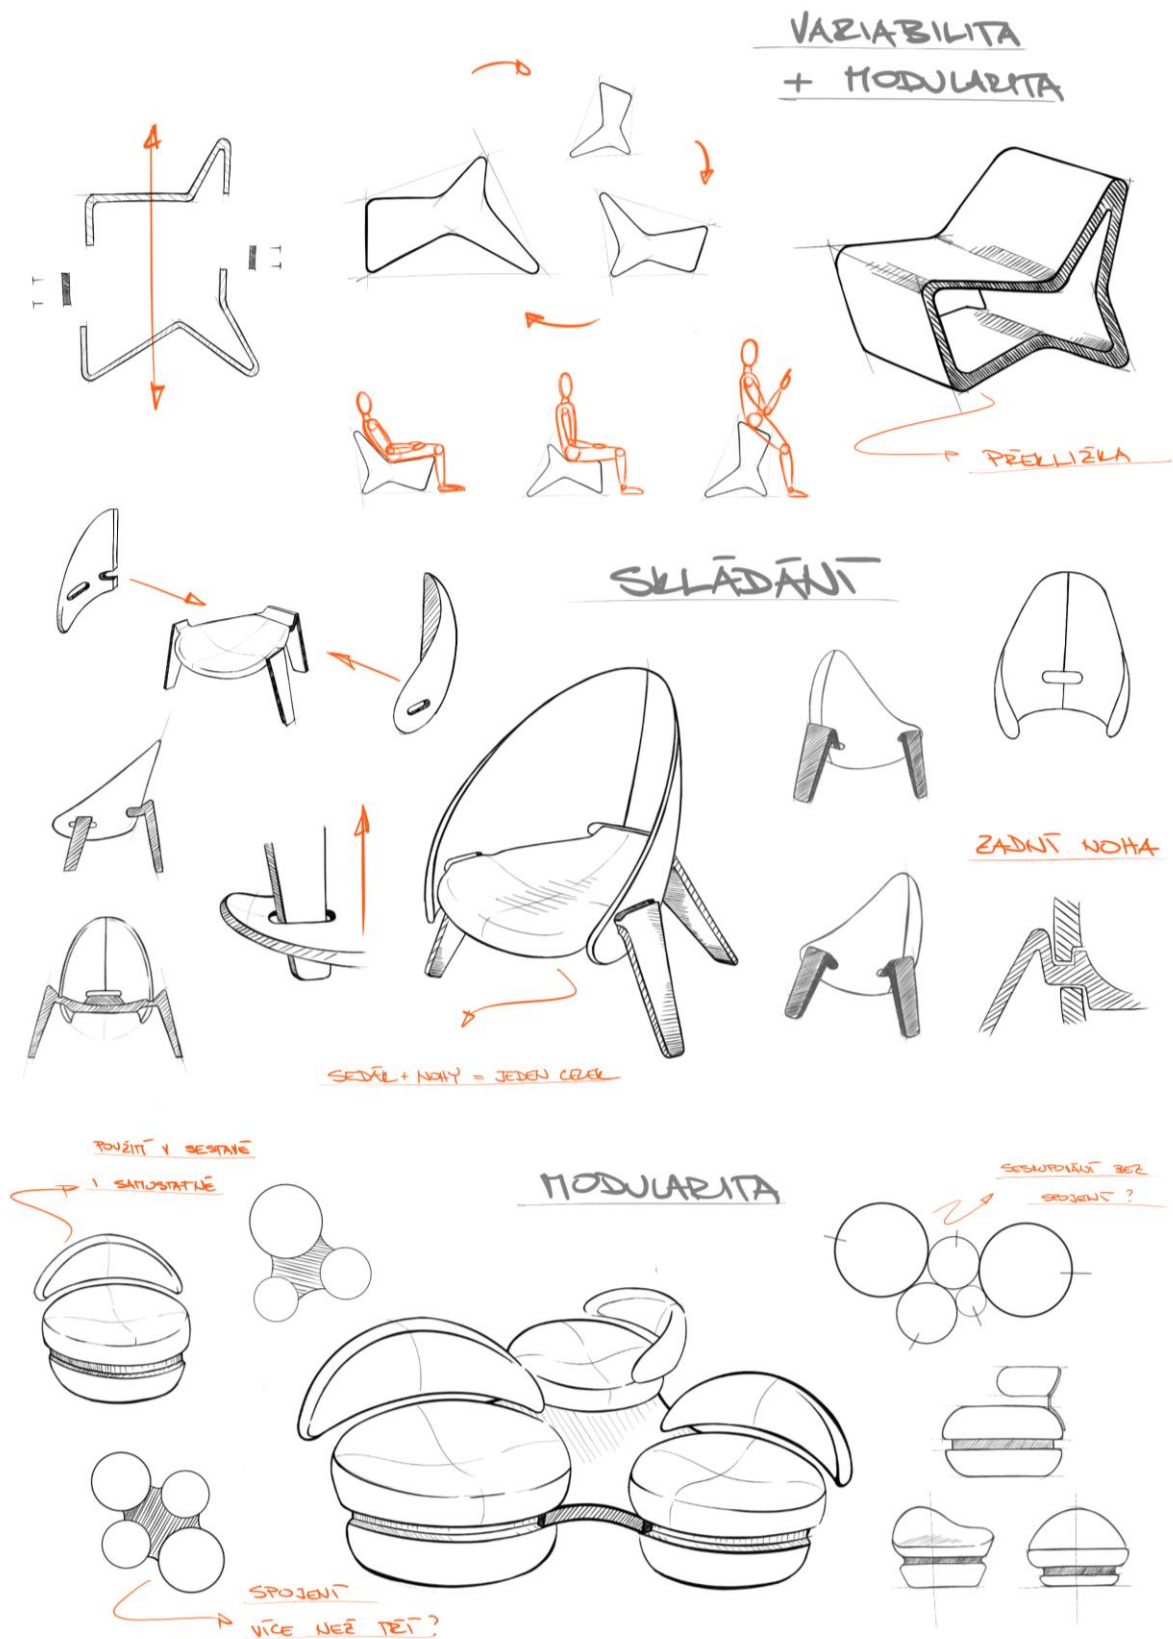 VARIABILITA
+ MODULARITA
PŘEKLIŽKA
SKLÁDÁNÍ
ZADNÍ NOHA
SEDÁK + NOHY = JEDEN CELEK
POUŽITÍ V SESTAVĚ
I SAMOSTATNĚ
MODULARITA
SESKUPOVÁNÍ BEZ
SPOJENÍ ?
SPOJENÍ
VÍCE NEŽ TŘÍ ?